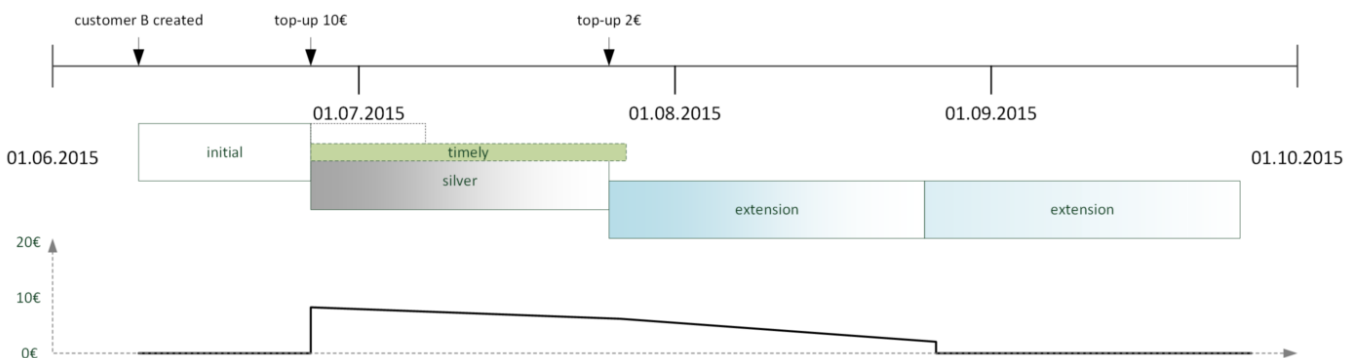 customer B created
top-up 10€
top-up 2€
01.07.2015
01.08.2015
01.09.2015
01.06.2015
initial
timely
01.10.2015
silver
extension
extension
20€
10€
0€